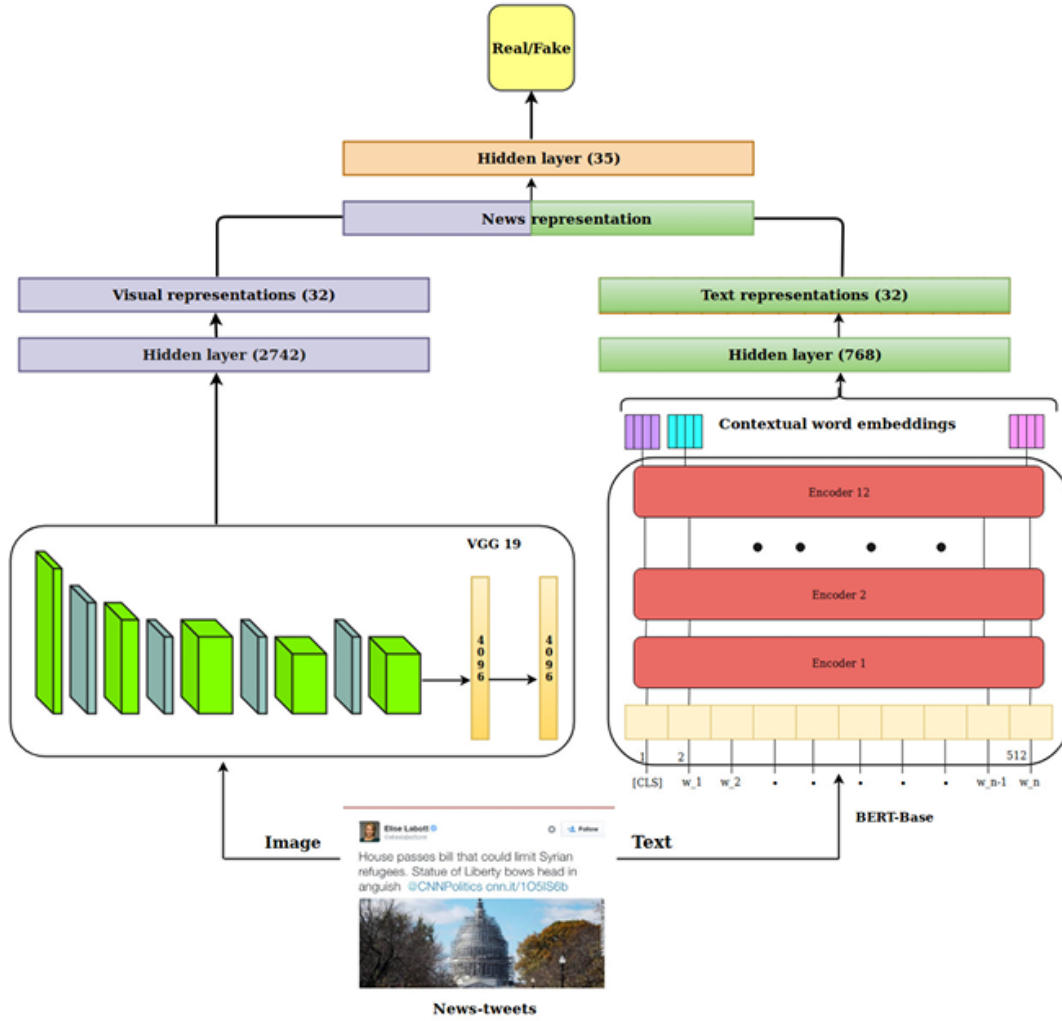 Real/Fake
Hidden layer (35)
News representation
Visual representations (32)
Text representations (32)
Hidden layer (2742)
Hidden layer (768)
Contextual word embeddings
Encoder 12
VGG 19
Encoder 2
Encoder 1
4096
4096
1
2
512
[CLS]
w_1
w_2
w_n-1
w_n
BERT-Base
Image
Text
Elise Labott
Follow
House passes bill that could limit Syrian
refugees. Statue of Liberty bows head in
anguish @CNNPolitics cnn.it/1O5IS6b
News-tweets